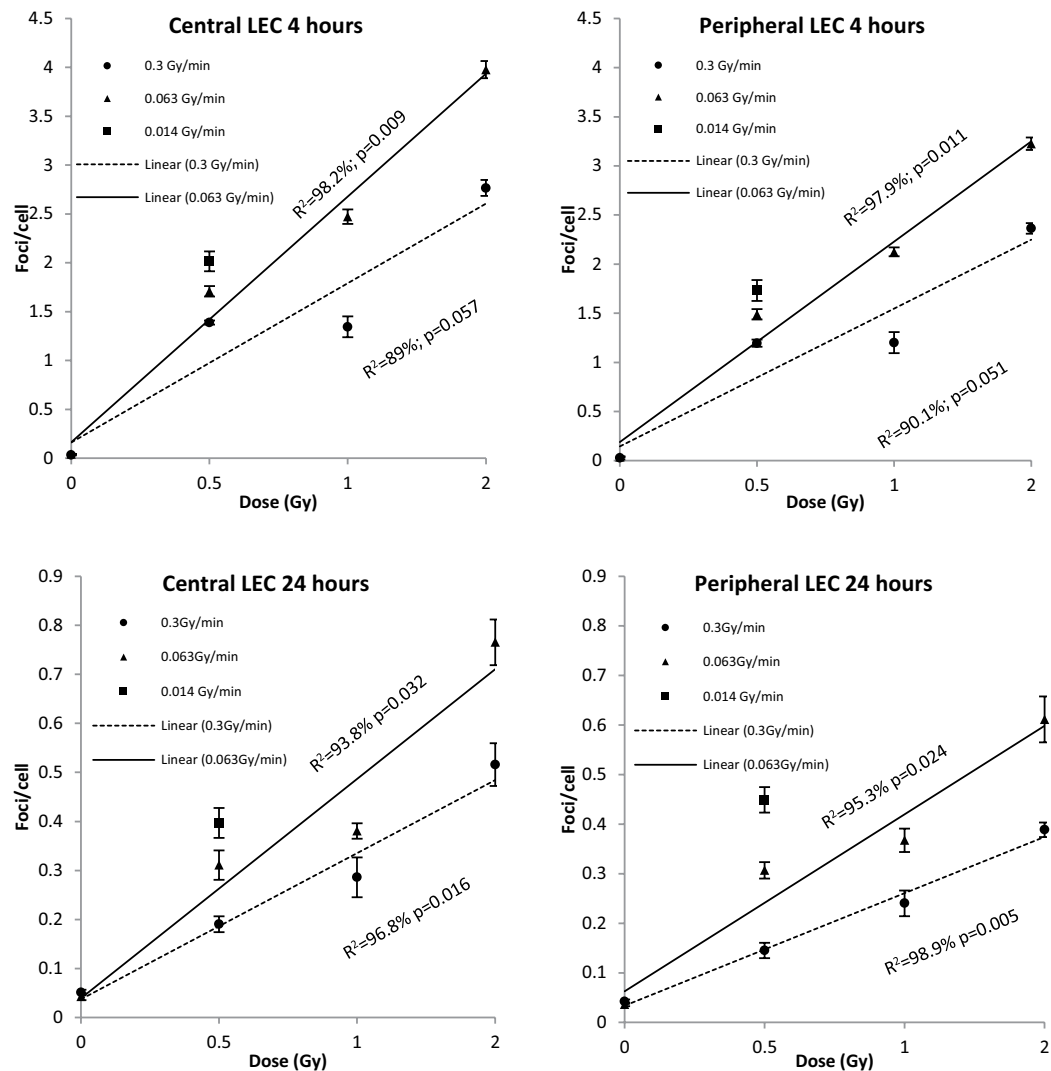 Central LEC 4 hours
4.5
4
3.5
3
2.5
2
1.5
1
0.5
0
Foci/cell
0.3 Gy/min
0.063 Gy/min
0.014 Gy/min
Linear (0.3 Gy/min)
Linear (0.063 Gy/min)
R²=98.2%; p=0.009
R²=89%; p=0.057
0 0.5 1 2
Dose (Gy)
Peripheral LEC 4 hours
4.5
4
3.5
3
2.5
2
1.5
1
0.5
0
0.3 Gy/min
0.063 Gy/min
0.014 Gy/min
Linear (0.3 Gy/min)
Linear (0.063 Gy/min)
R²=97.9%; p=0.011
R²=90.1%; p=0.051
0 0.5 1 2
Dose (Gy)
Central LEC 24 hours
0.9
0.8
0.7
0.6
0.5
0.4
0.3
0.2
0.1
0
Foci/cell
0.3Gy/min
0.063Gy/min
0.014 Gy/min
Linear (0.3Gy/min)
Linear (0.063Gy/min)
R²=93.8% p=0.032
R²=96.8% p=0.016
0 0.5 1 2
Dose (Gy)
Peripheral LEC 24 hours
0.9
0.8
0.7
0.6
0.5
0.4
0.3
0.2
0.1
0
Foci/cell
0.3Gy/min
0.063Gy/min
0.014 Gy/min
Linear (0.3Gy/min)
Linear (0.063Gy/min)
R²=95.3% p=0.024
R²=98.9% p=0.005
0 0.5 1 2
Dose (Gy)